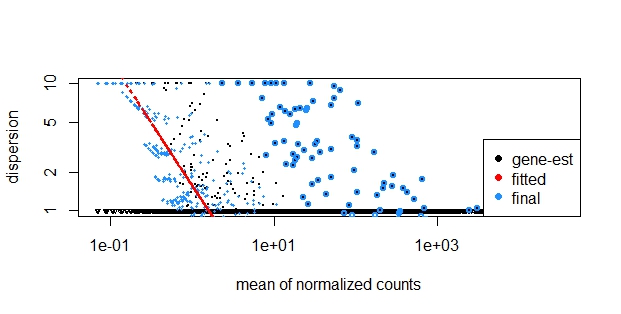 10
5
2
1
dispersion
gene-est
fitted
final
1e-01
1e+01
1e+03
mean of normalized counts